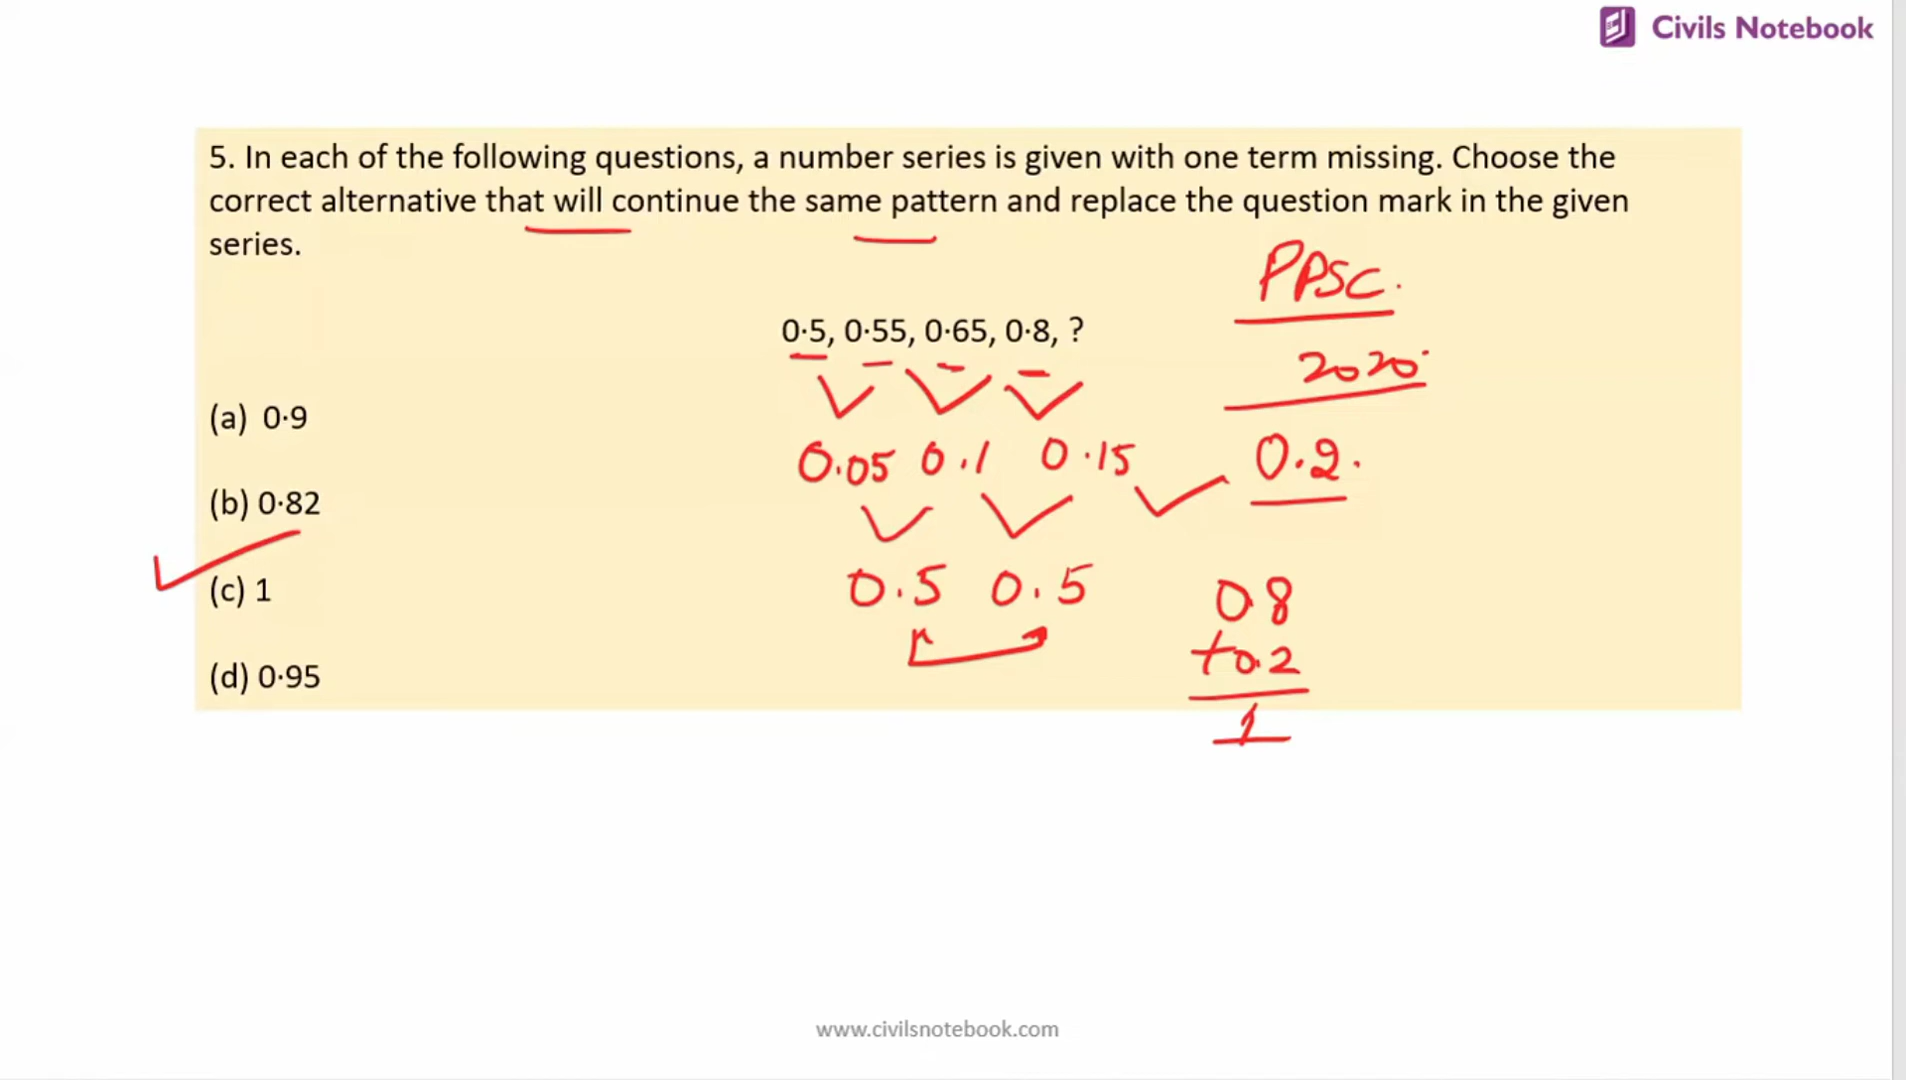 Civils Notebook
5. In each of the following questions, a number series is given with one term missing. Choose the
correct alternative that will continue the same pattern and replace the question mark in the given
series.
PPSC.
0·5, 0·55, 0·65, 0·8, ?
2020
(a) 0·9
0.05 0.1 0.15 0.2.
(b) 0·82
(c) 1
0.5 0.5
0.8
+0.2
1
(d) 0·95
www.civilsnotebook.com